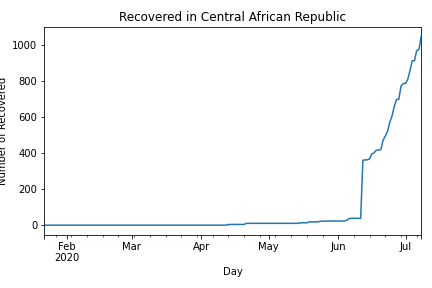 Recovered in Central African Republic
Number of Recovered
1000
800
600
400
200
0
Feb
2020
Mar
Apr
May
Jun
Jul
Day